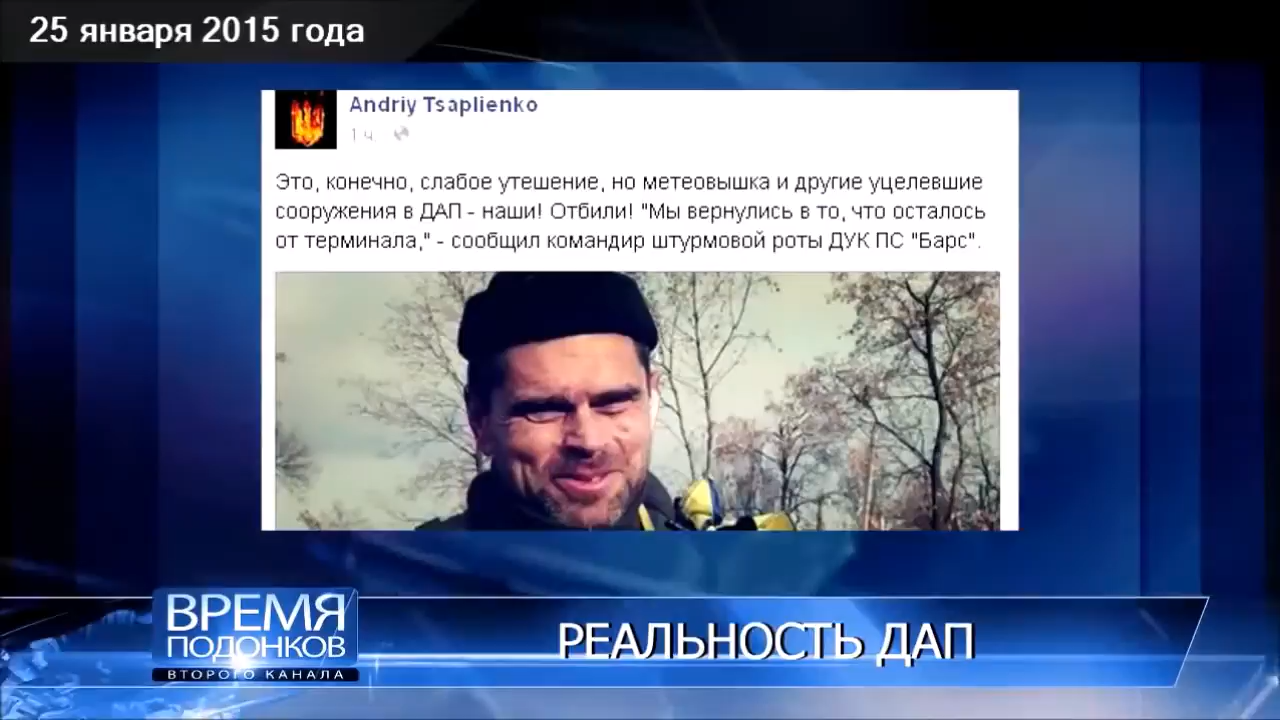 25 января 2015 года
Andriy Tsaplienko
1 ч.
Это, конечно, слабое утешение, но метеовышка и другие уцелевшие
сооружения в ДАП - наши! Отбили! "Мы вернулись в то, что осталось
от терминала," - сообщил командир штурмовой роты ДУК ПС "Барс".
ВРЕМЯ
ПОДОНКОВ
ВТОРОГО КАНАЛА
РЕАЛЬНОСТЬ ДАП